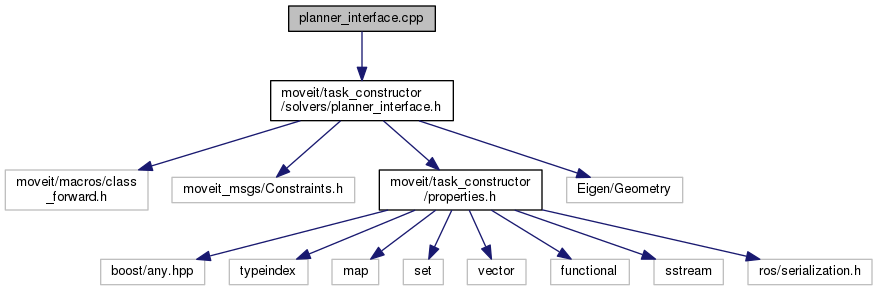 planner_interface.cpp
moveit/task_constructor
/solvers/planner_interface.h
moveit/macros/class
_forward.h
moveit_msgs/Constraints.h
moveit/task_constructor
/properties.h
Eigen/Geometry
boost/any.hpp
typeindex
map
set
vector
functional
sstream
ros/serialization.h